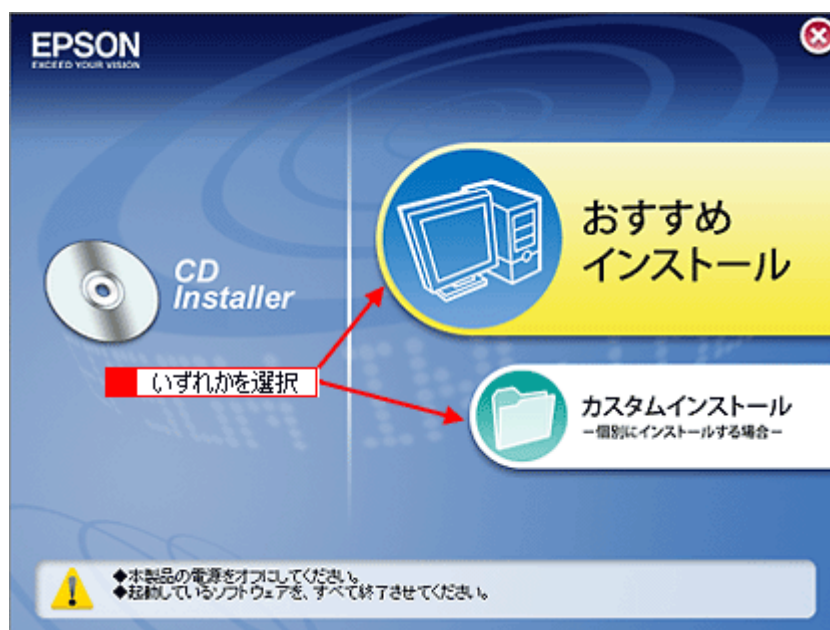 EPSON
EXCEED YOUR VISION
おすすめ
インストール
CD
Installer
いずれかを選択
カスタムインストール
－個別にインストールする場合－
◆本製品の電源をオフにしてください。
◆起動しているソフトウェアを、すべて終了させてください。